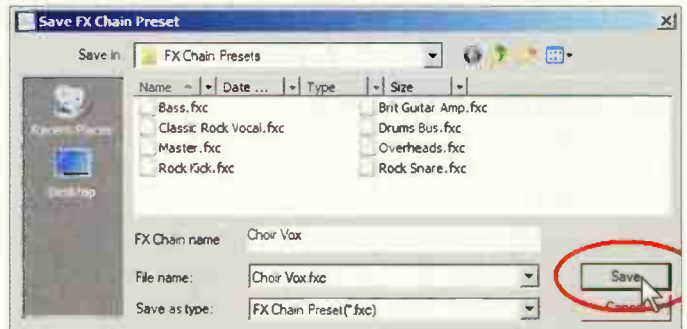 Save FX Chain Preset
Save in: FX Chain Presets
Name Date ... Type Size
Bass.fxc
Classic Rock Vocal.fxc
Master.fxc
Rock Kick.fxc
Brit Guitar Amp.fxc
Drums Bus.fxc
Overheads.fxc
Rock Snare.fxc
Recent Places
Desktop
FX Chain name Choir Vox
File name: Choir Vox.fxc
Save as type: FX Chain Preset(*.fxc)
Save
Cancel